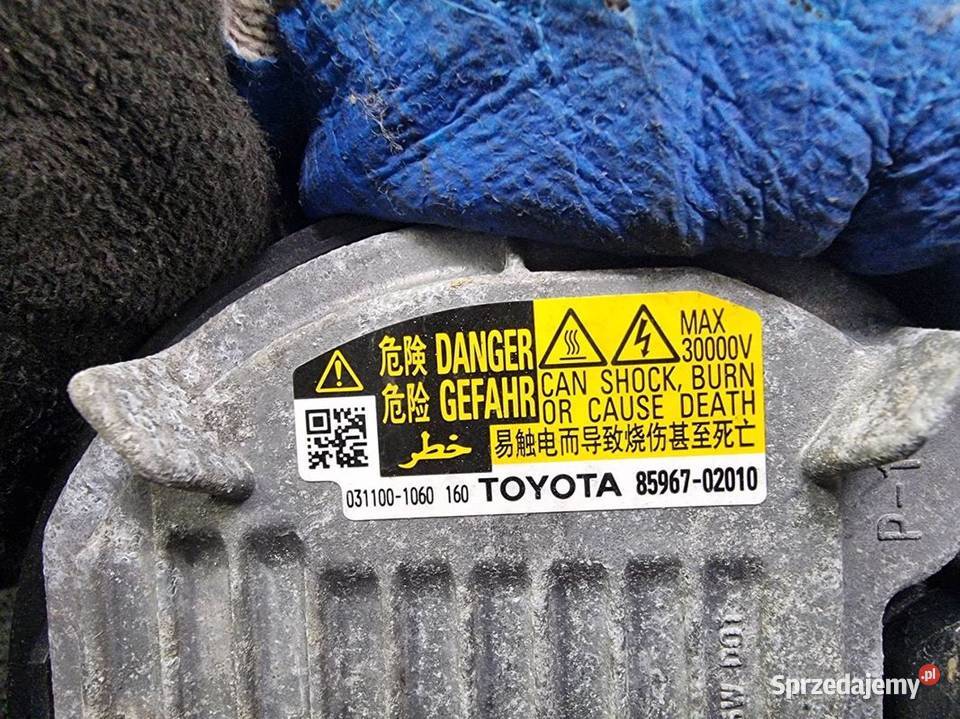 危険 DANGER
危险 GEFAHR
خطر
MAX
30000V
CAN SHOCK, BURN
OR CAUSE DEATH
易触电而导致烧伤甚至死亡
031100-1060 160 TOYOTA 85967-02010
P-1
Sprzedajemy.pl